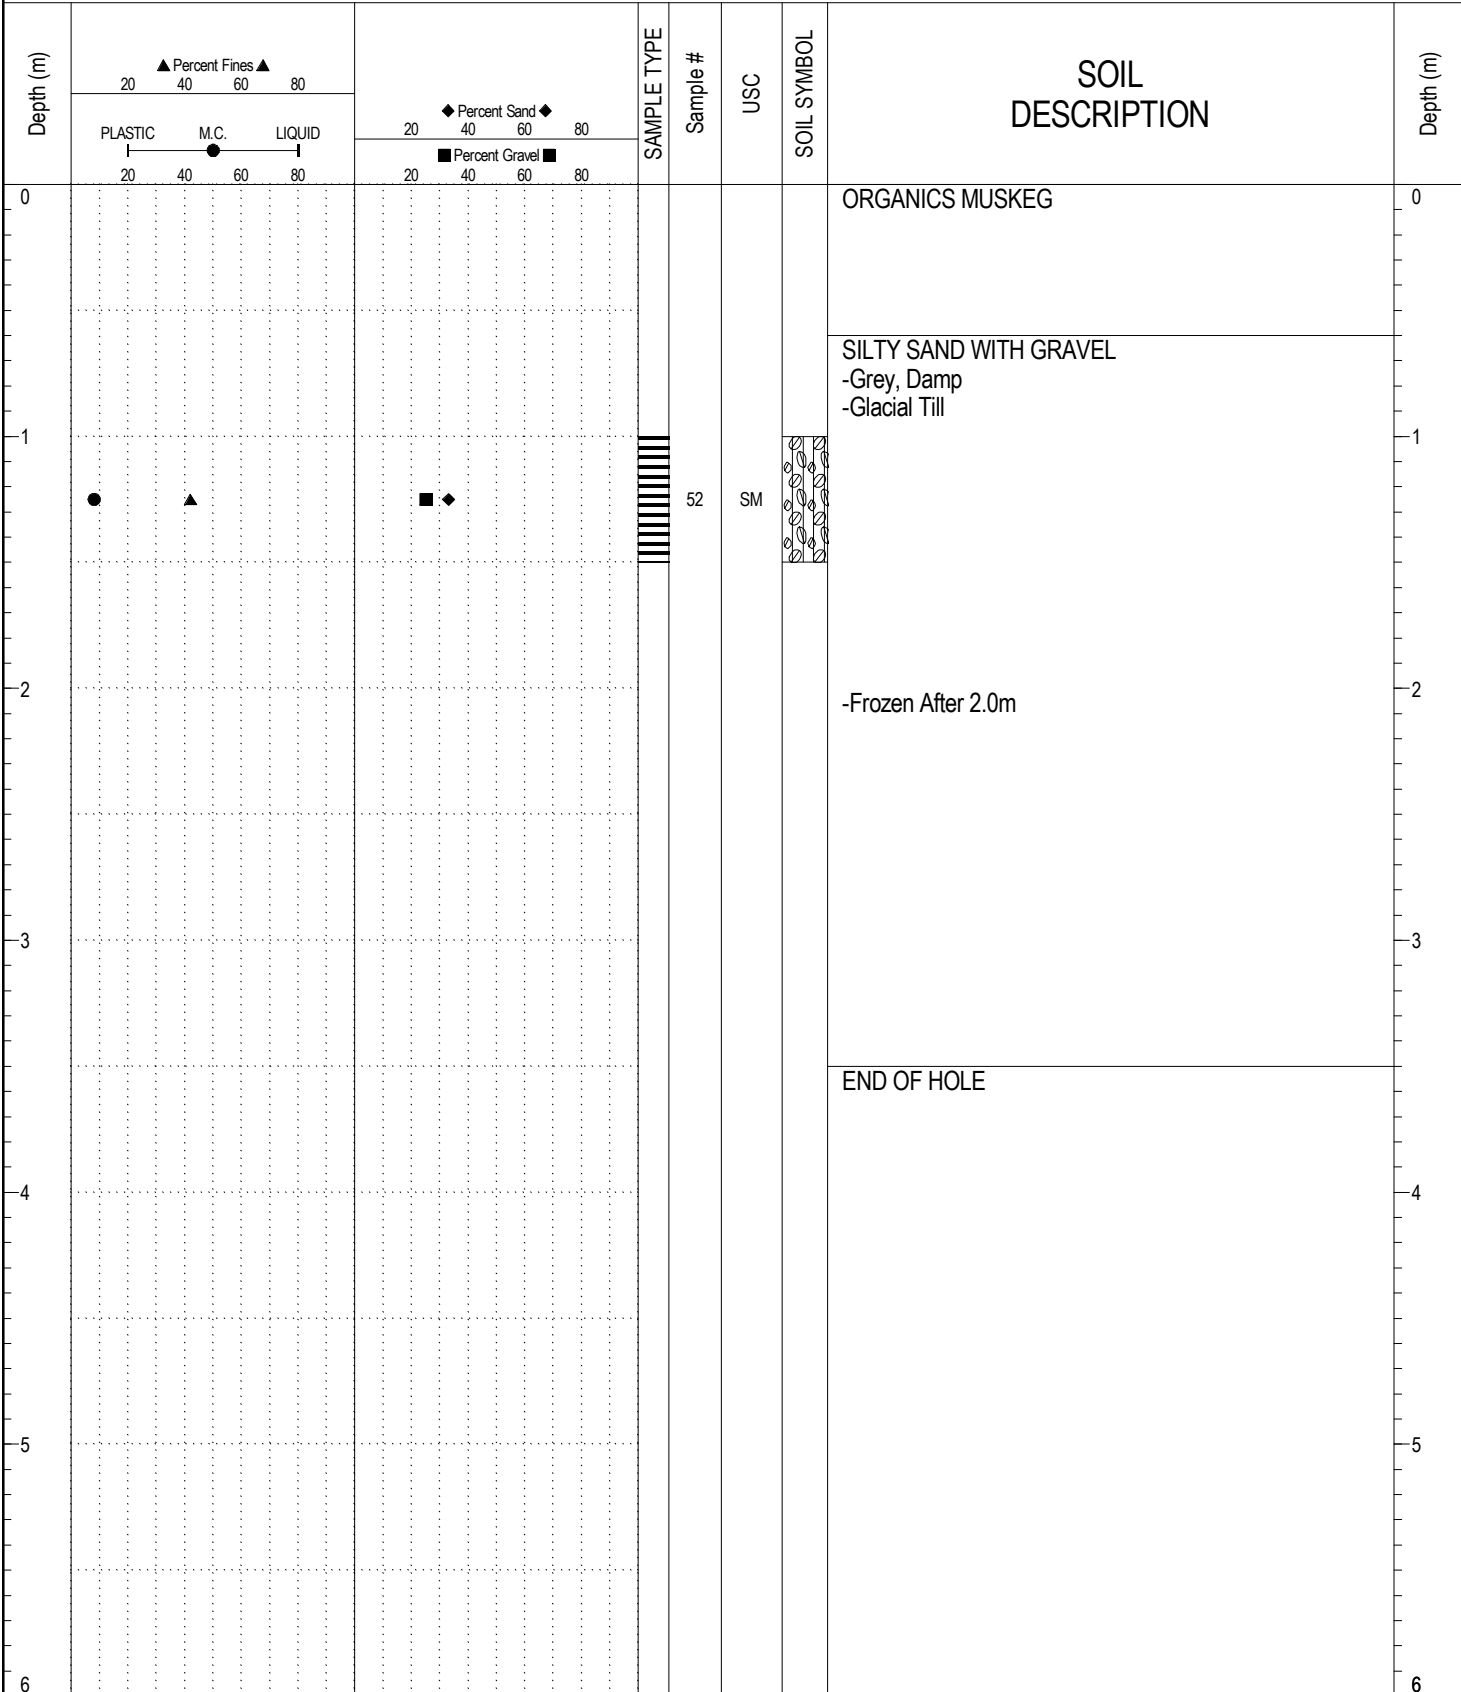 Depth (m)
▲ Percent Fines ▲
20 40 60 80
PLASTIC M.C. LIQUID
20 40 60 80
◆ Percent Sand ◆
20 40 60 80
■ Percent Gravel ■
20 40 60 80
SAMPLE TYPE
Sample #
USC
SOIL SYMBOL
SOIL
DESCRIPTION
Depth (m)
0 ORGANICS MUSKEG 0
SILTY SAND WITH GRAVEL
-Grey, Damp
-Glacial Till
1 1
52 SM
2 2
-Frozen After 2.0m
3 3
END OF HOLE
4 4
5 5
6 6